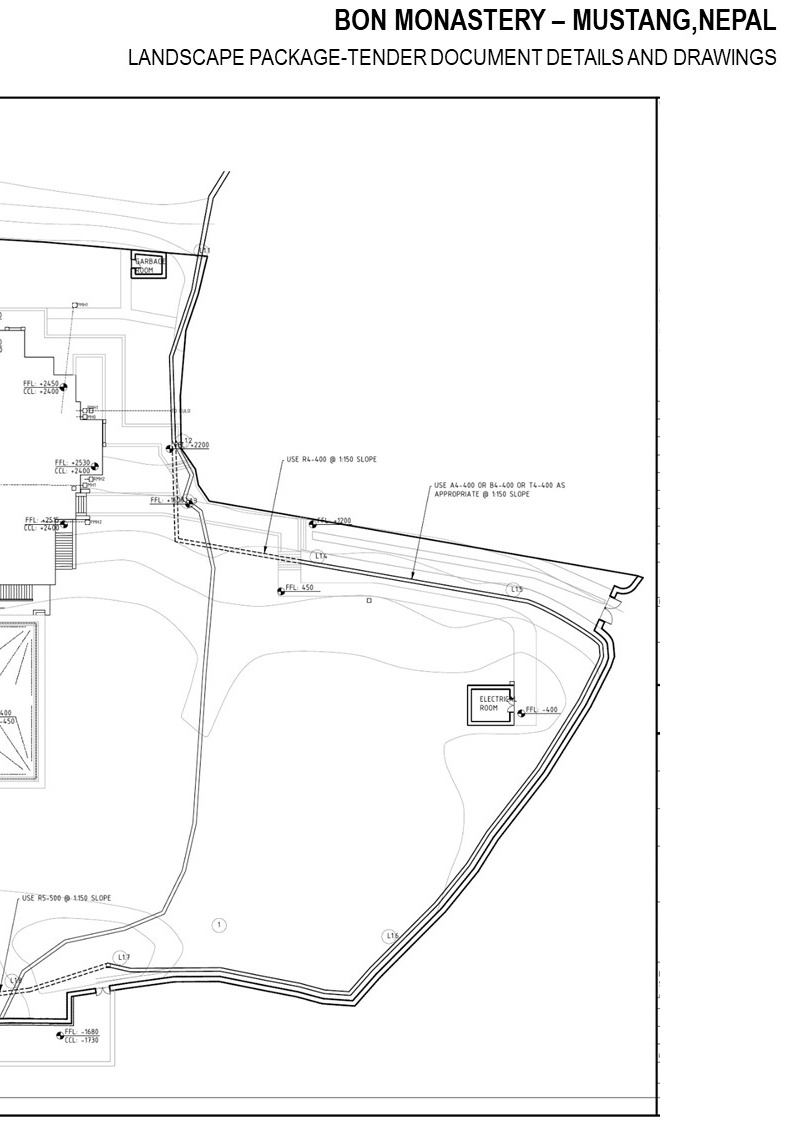 BON MONASTERY – MUSTANG,NEPAL
LANDSCAPE PACKAGE-TENDER DOCUMENT DETAILS AND DRAWINGS
L11
GARBAGE
ROOM
FFL: +2450
CCL: +2400
L12
+2200
FFL: +2530
CCL: +2400
USE R4-400 @ 1:150 SLOPE
USE A4-400 OR B4-400 OR T4-400 AS
APPROPRIATE @ 1:150 SLOPE
FFL:
FFL: +1200
FFL: +2515
CCL: +2400
L14
FFL: 450
L15
ELECTRICAL
ROOM
FFL: -400
400
-450
USE R5-500 @ 1:150 SLOPE
1
L16
L17
FFL: -1680
CCL: -1730